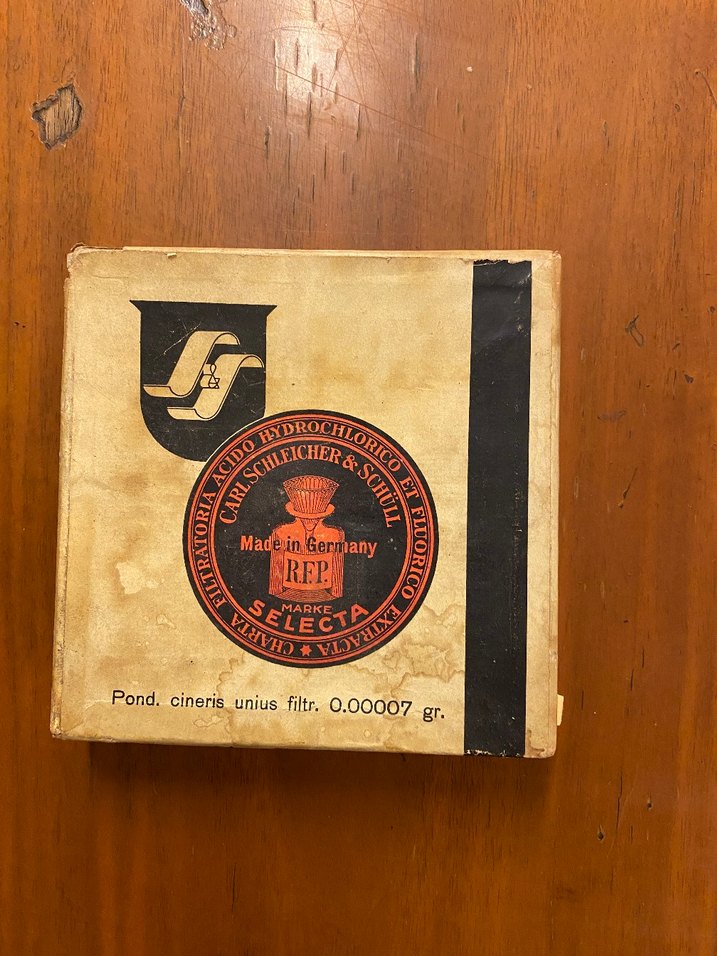 S&S
CHARTA FILTRATORIA ACIDO HYDROCHLORICO ET FLUORICO EXTRACTA
CARL SCHLEICHER & SCHÜLL
Made in Germany
R.F.P.
MARKE
SELECTA
Pond. cineris unius filtr. 0.00007 gr.